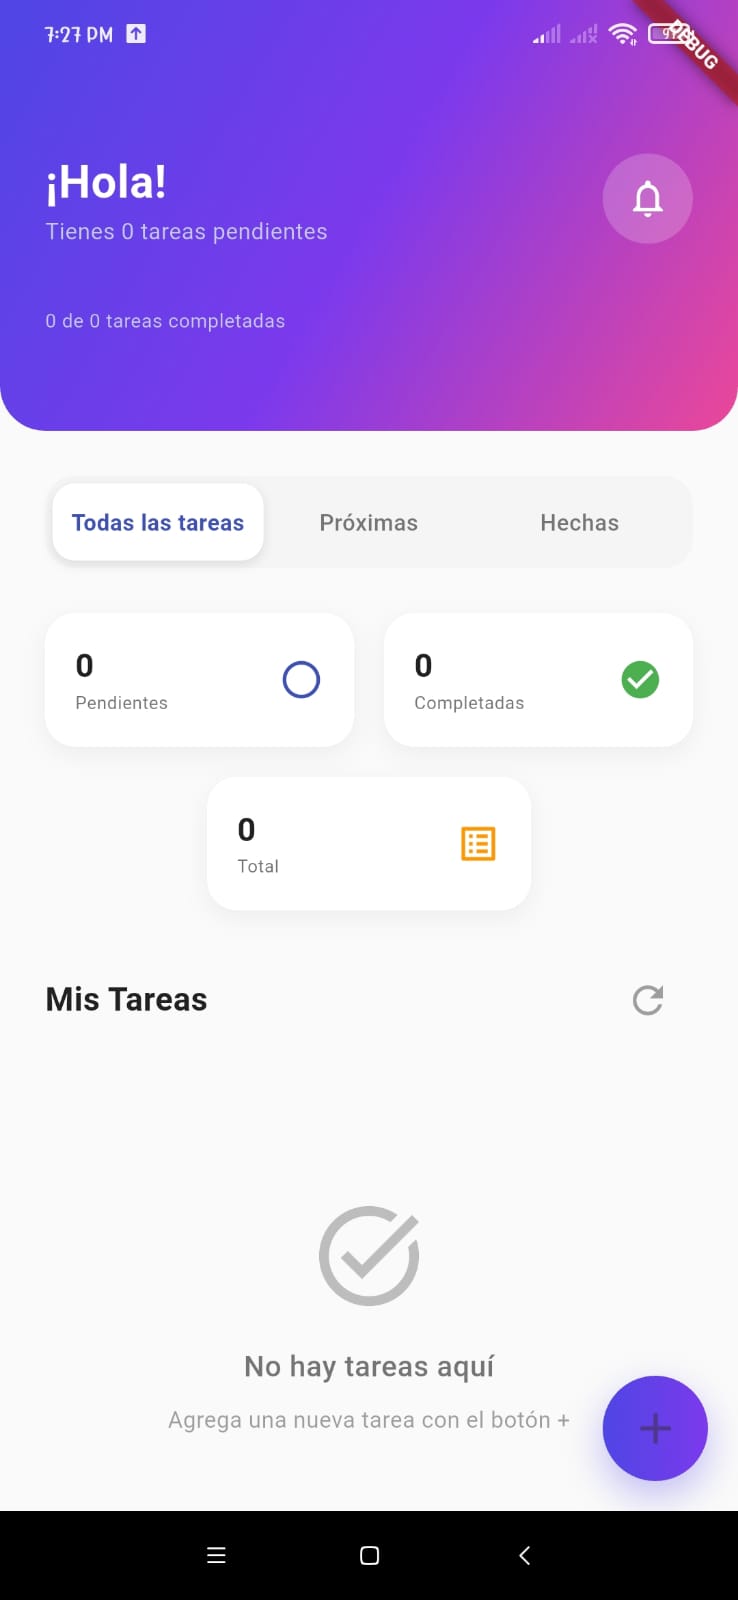 7:27 PM
DEBUG
¡Hola!
Tienes 0 tareas pendientes
0 de 0 tareas completadas
Todas las tareas Próximas Hechas
0 0
Pendientes Completadas
0
Total
Mis Tareas
No hay tareas aquí
Agrega una nueva tarea con el botón +